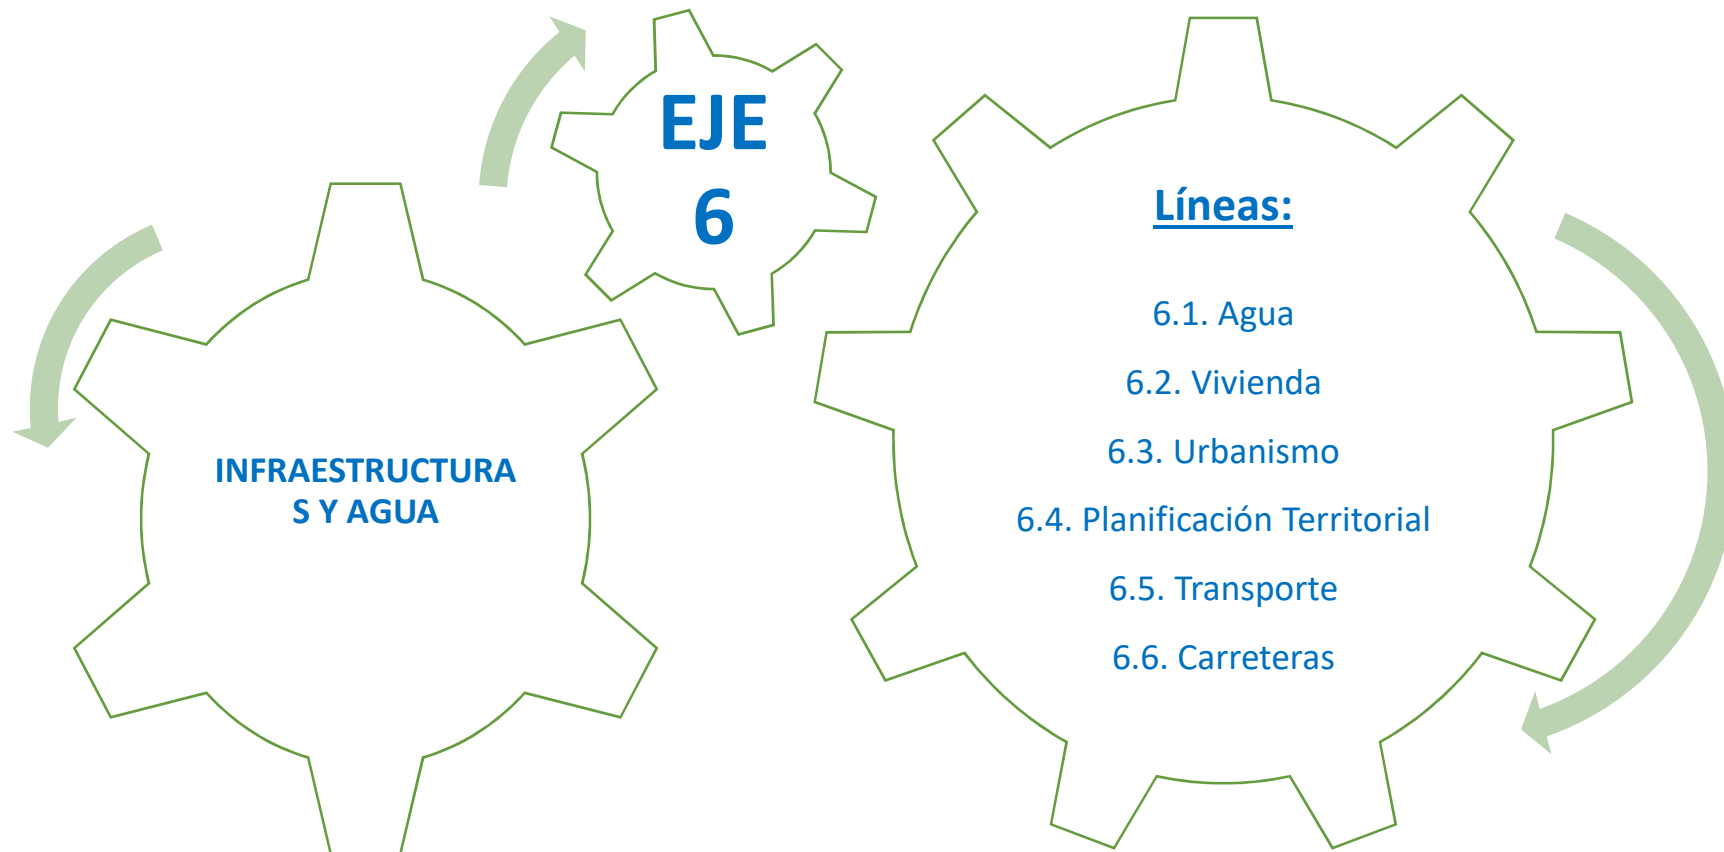 EJE
6
INFRAESTRUCTURA
S Y AGUA
Líneas:
6.1. Agua
6.2. Vivienda
6.3. Urbanismo
6.4. Planificación Territorial
6.5. Transporte
6.6. Carreteras